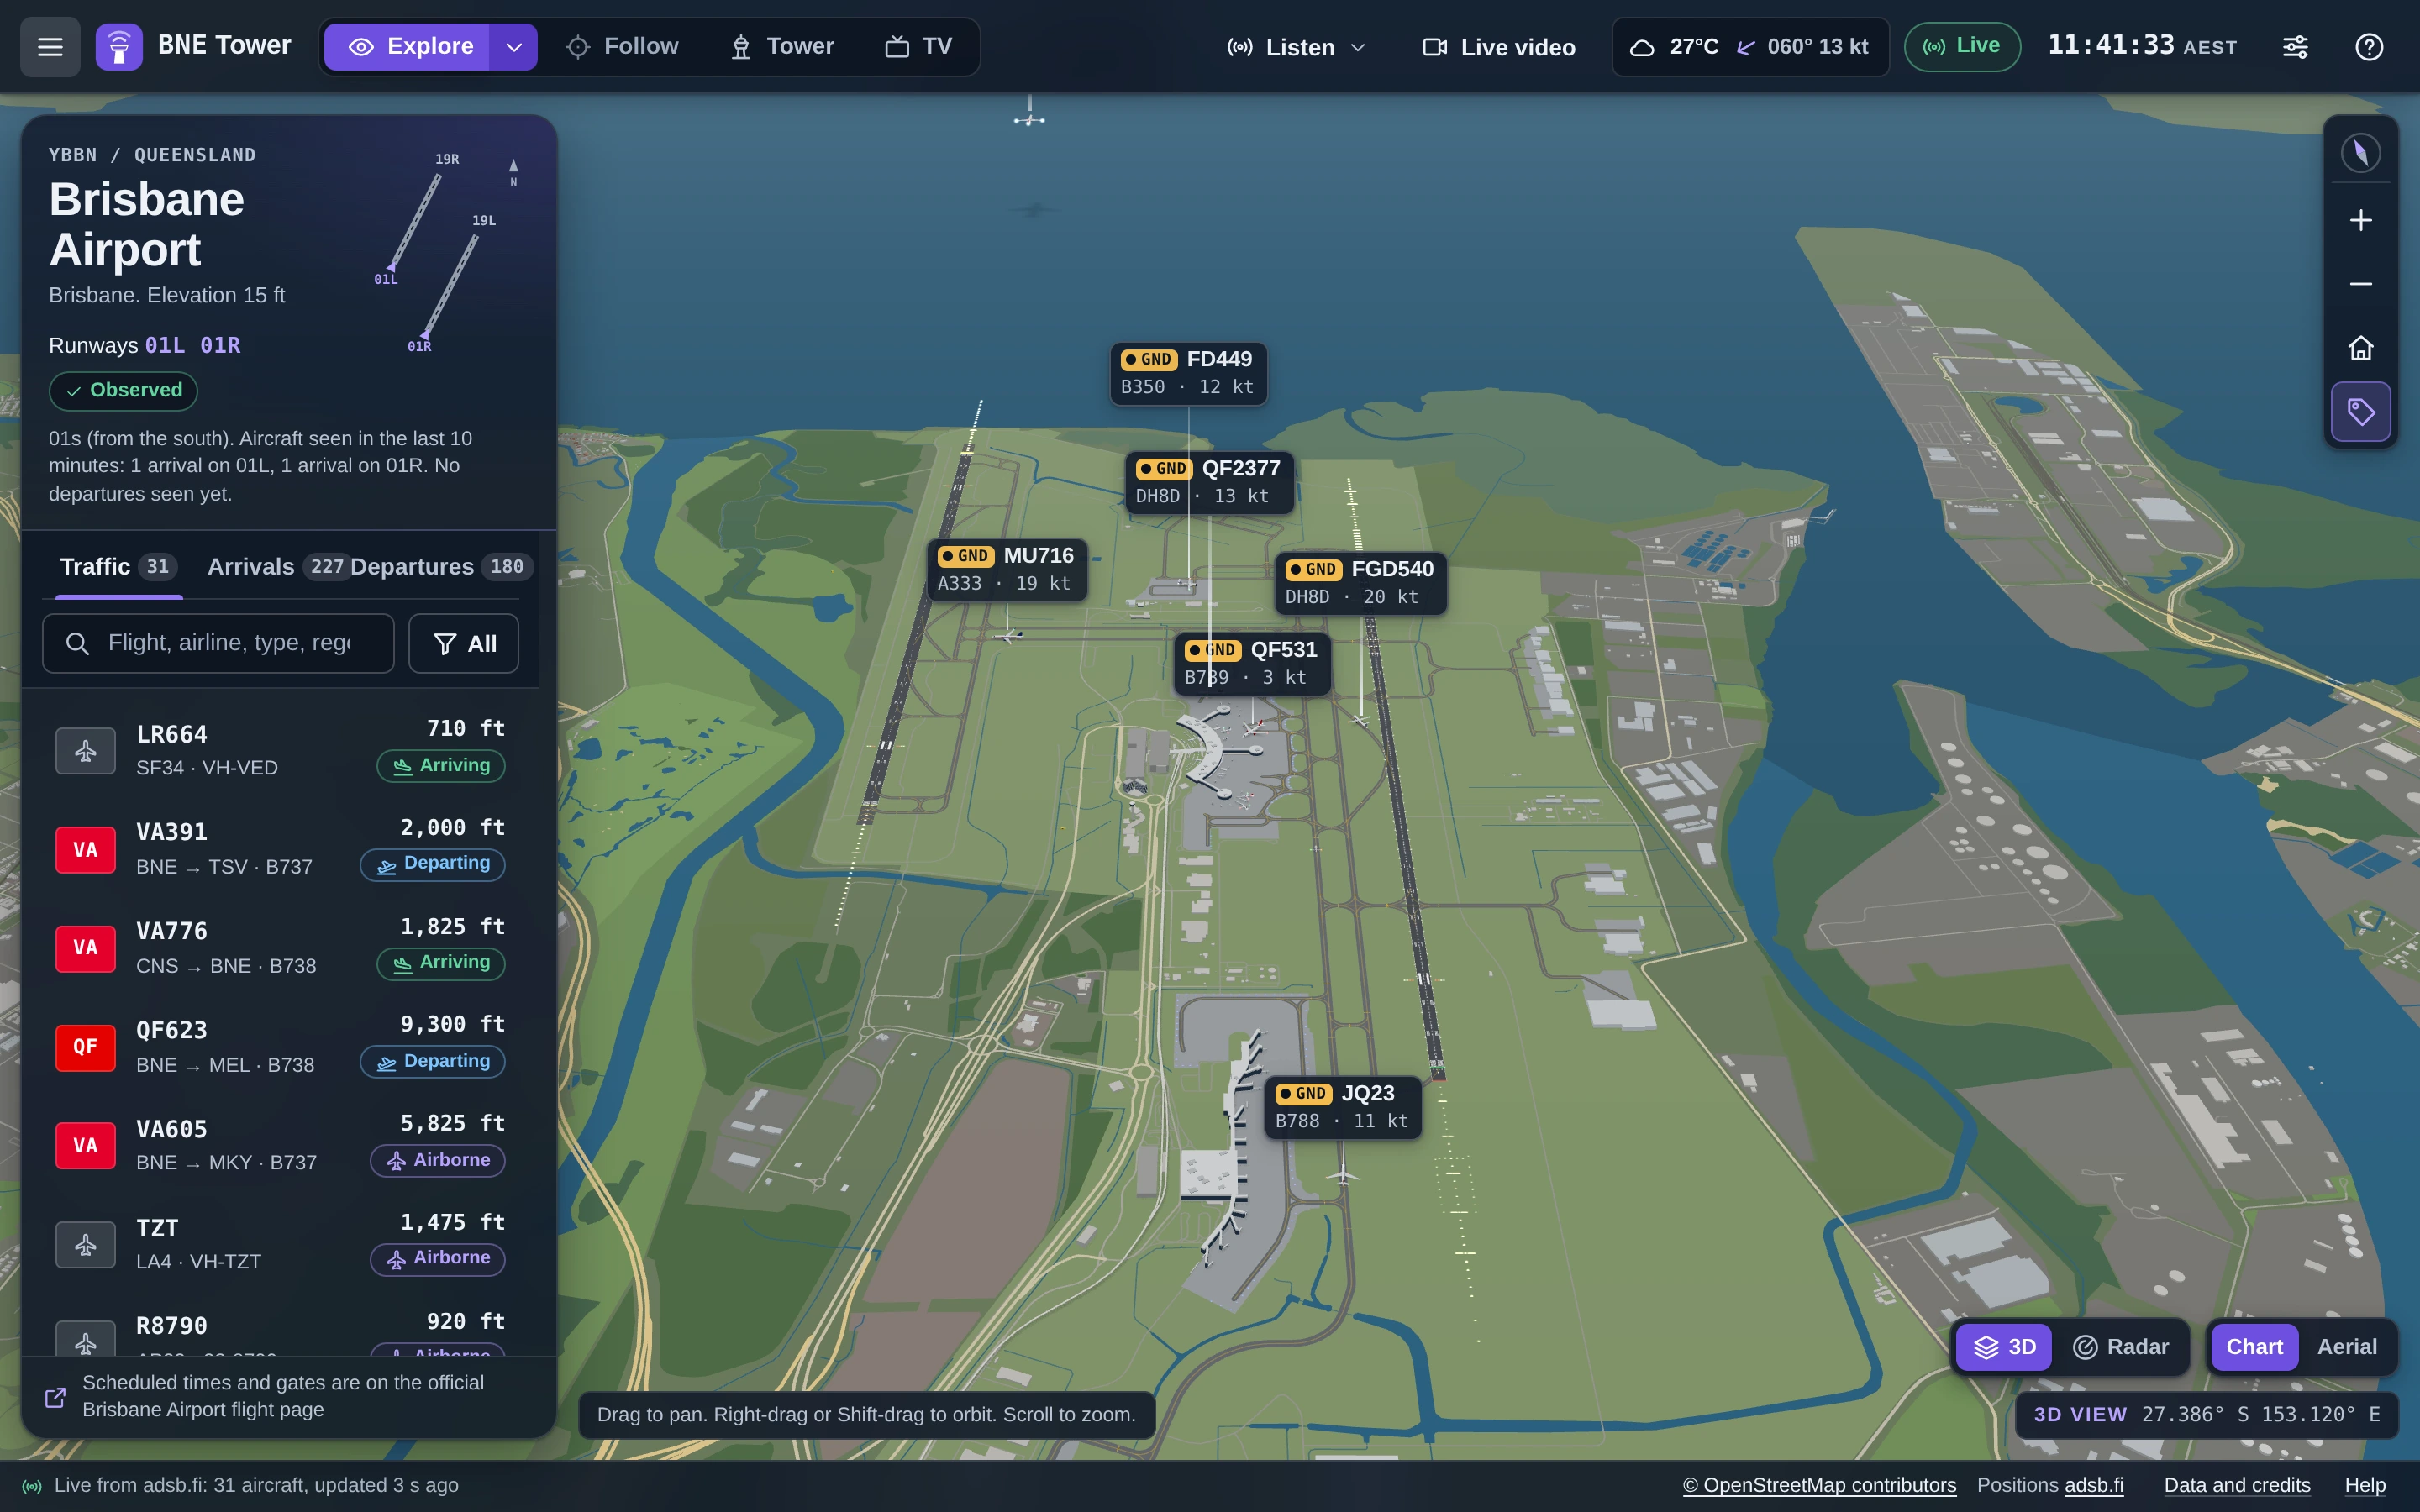 BNE Tower
Explore
Follow
Tower
TV
Listen
Live video
27°C 060° 13 kt
Live
11:41:33 AEST
YBBN / QUEENSLAND
Brisbane
Airport
Brisbane. Elevation 15 ft
Runways 01L 01R
Observed
01s (from the south). Aircraft seen in the last 10
minutes: 1 arrival on 01L, 1 arrival on 01R. No
departures seen yet.
19R
N
19L
01L
01R
Traffic 31
Arrivals 227
Departures 180
Flight, airline, type, reg
All
LR664 710 ft
SF34 · VH-VED Arriving
VA
VA391 2,000 ft
BNE → TSV · B737 Departing
VA
VA776 1,825 ft
CNS → BNE · B738 Arriving
QF
QF623 9,300 ft
BNE → MEL · B738 Departing
VA
VA605 5,825 ft
BNE → MKY · B737 Airborne
TZT 1,475 ft
LA4 · VH-TZT Airborne
R8790 920 ft
Airborne
Scheduled times and gates are on the official
Brisbane Airport flight page
GND FD449
B350 · 12 kt
GND QF2377
DH8D · 13 kt
GND MU716
A333 · 19 kt
GND FGD540
DH8D · 20 kt
GND QF531
B789 · 3 kt
GND JQ23
B788 · 11 kt
3D
Radar
Chart
Aerial
Drag to pan. Right-drag or Shift-drag to orbit. Scroll to zoom.
3D VIEW 27.386° S 153.120° E
Live from adsb.fi: 31 aircraft, updated 3 s ago
© OpenStreetMap contributors Positions adsb.fi Data and credits Help